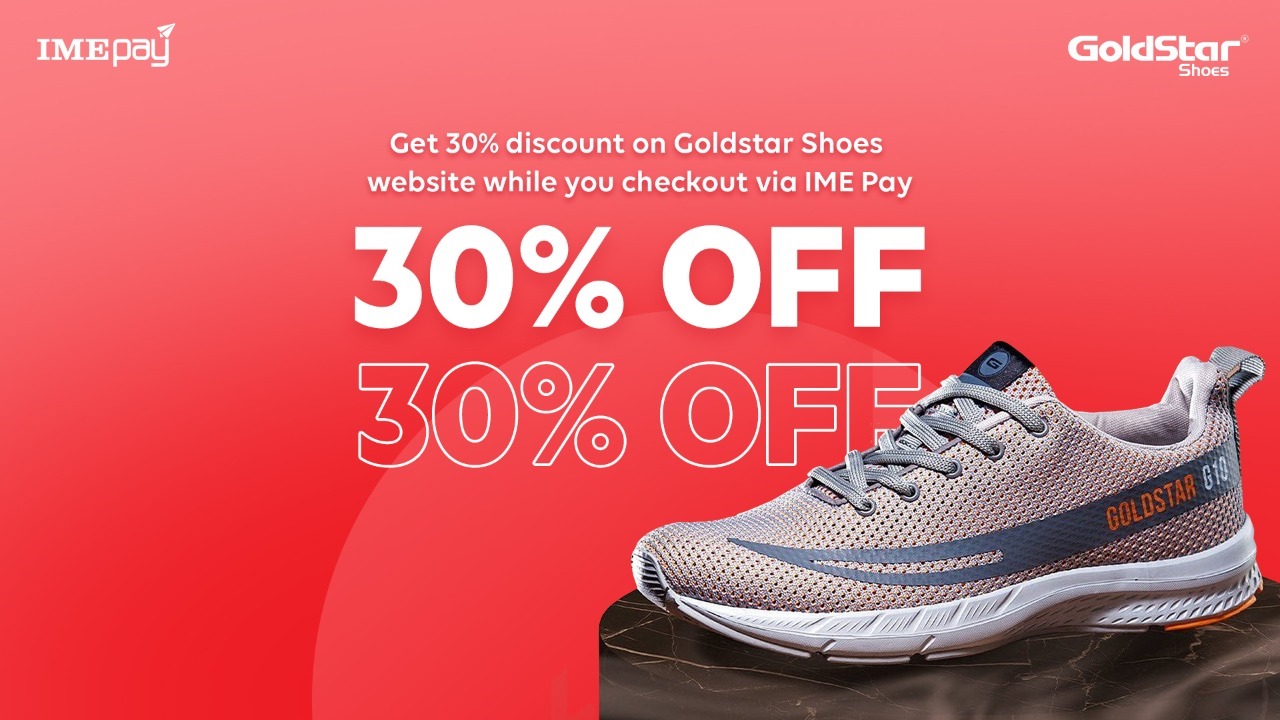 IMEpay
GoldStar®
Shoes
Get 30% discount on Goldstar Shoes
website while you checkout via IME Pay
30% OFF
30% OFF
G
GOLDSTAR G10